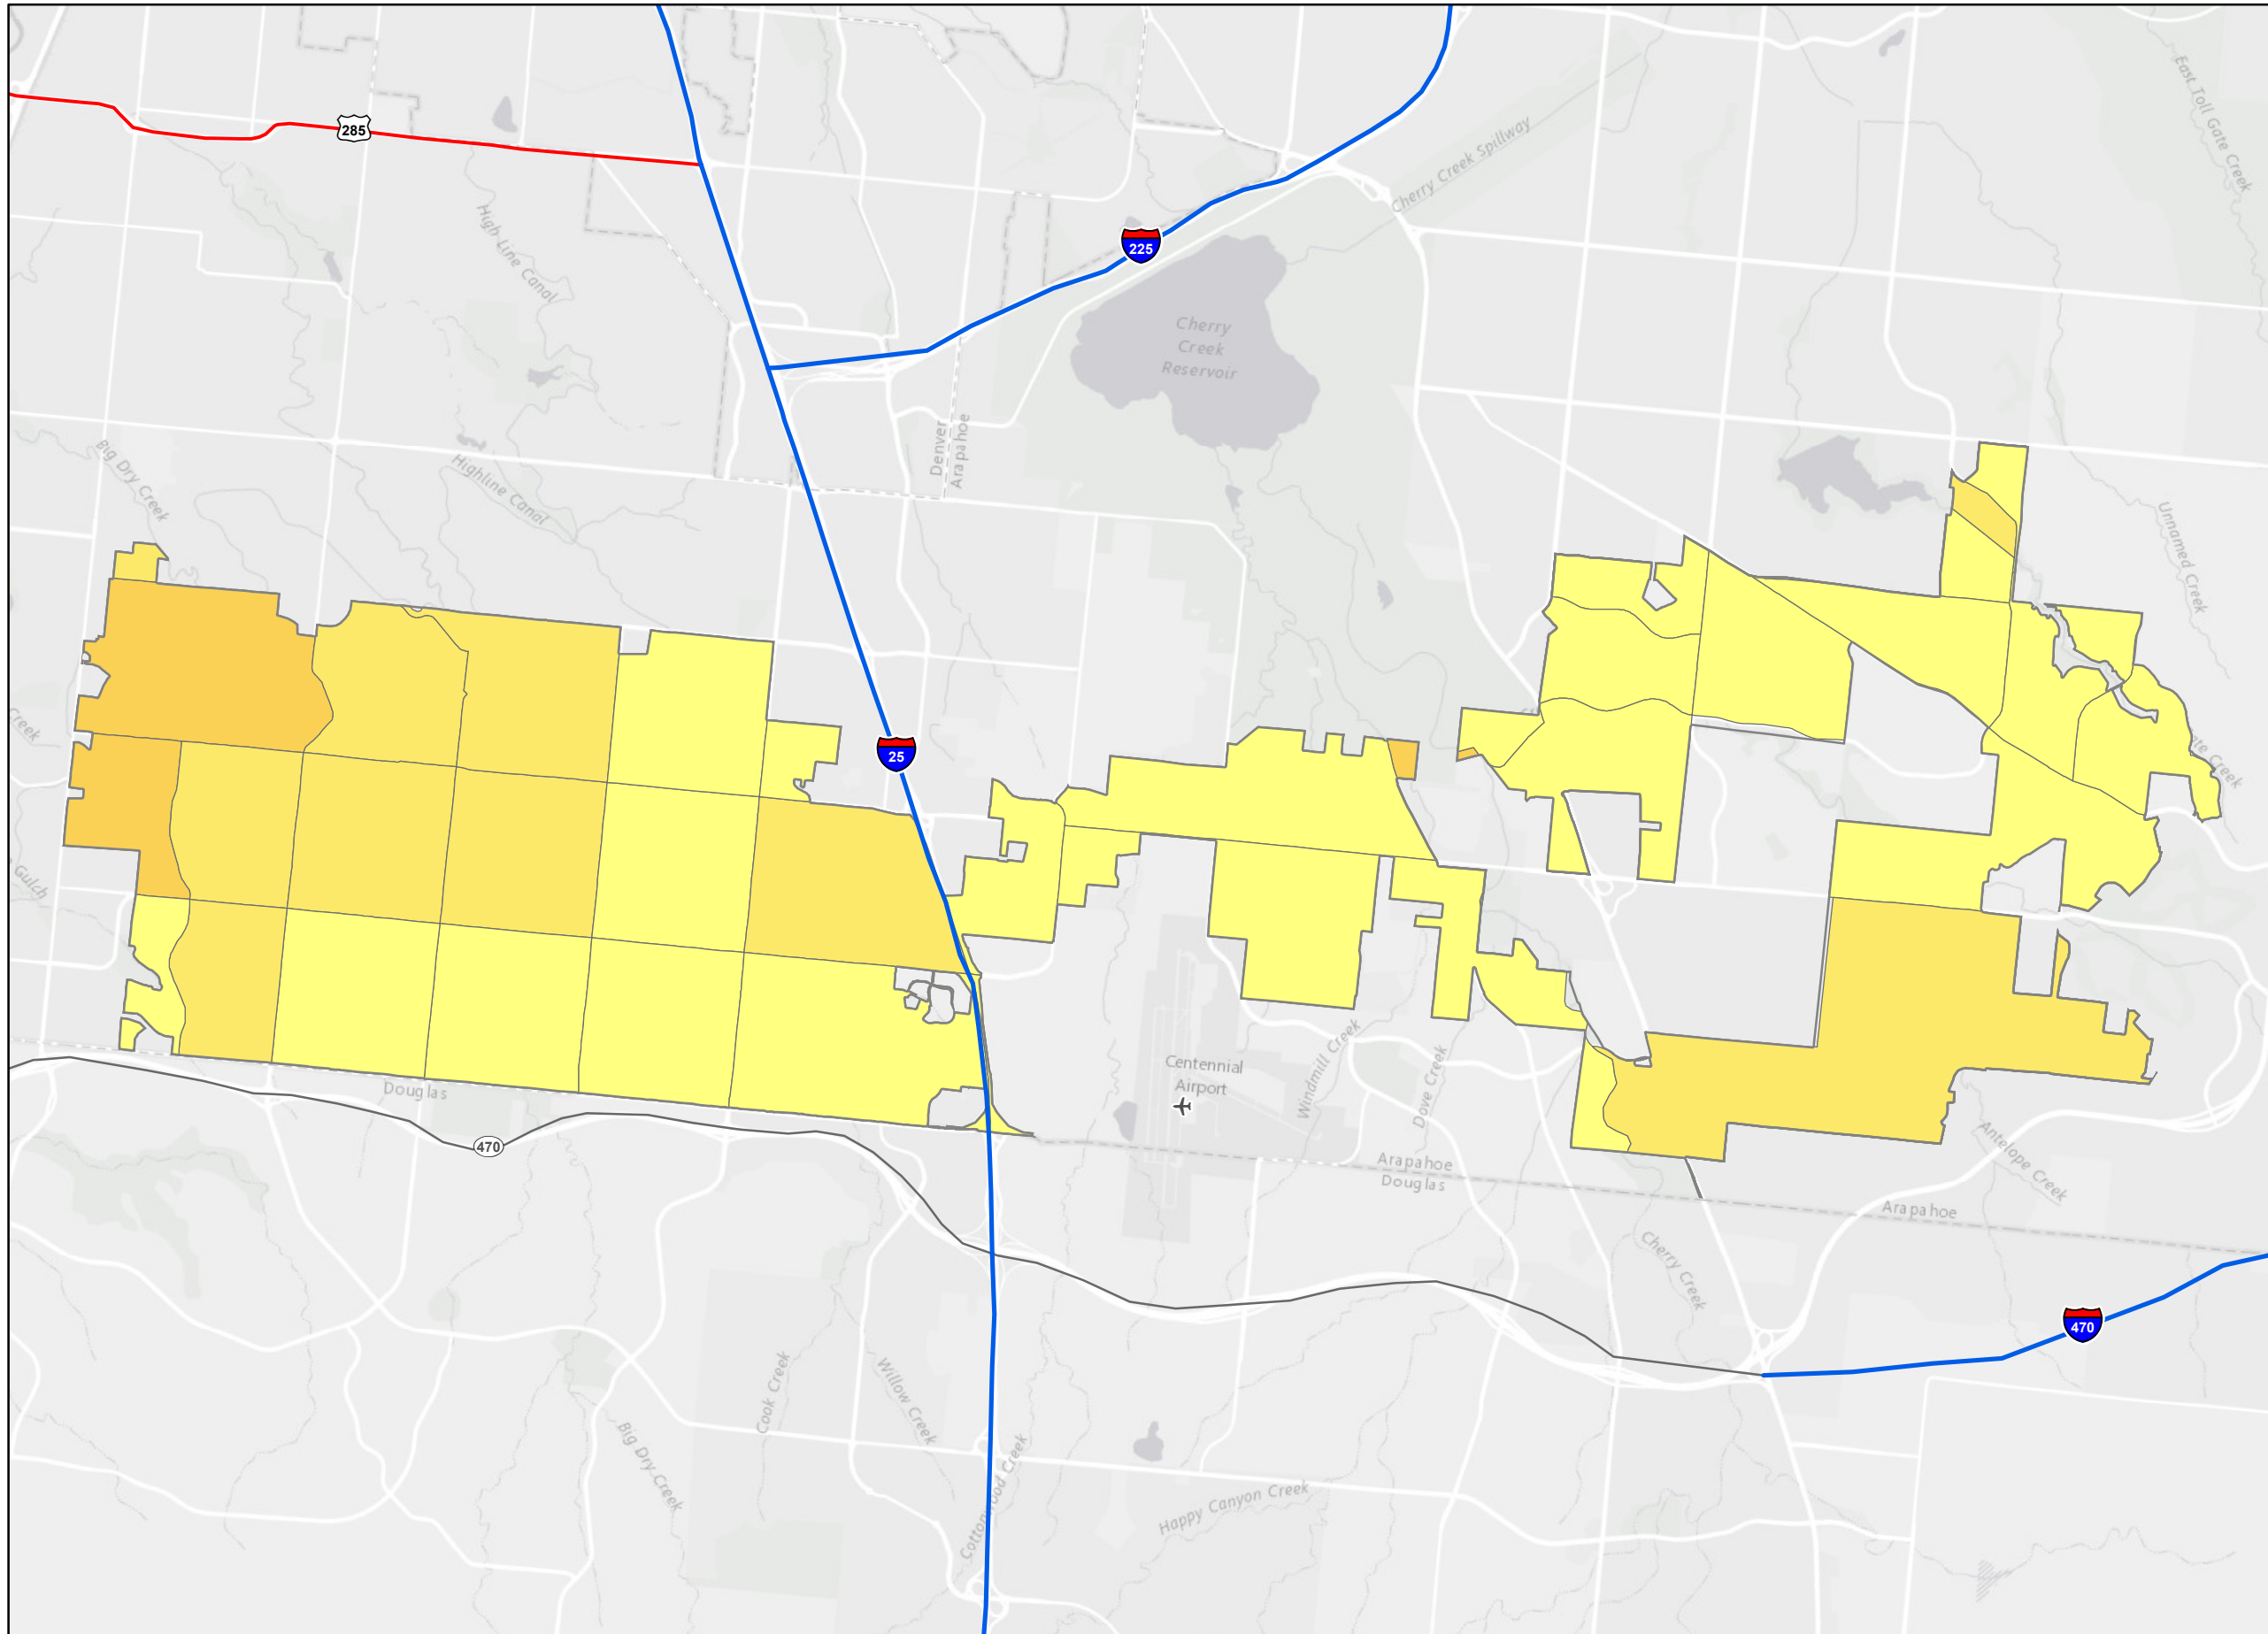 285
East Toll Gate Creek
Cherry Creek Spillway
High Line Canal
225
Cherry
Creek
Reservoir
Denver
Arapahoe
Big Dry Creek
Highline Canal
Unnamed Creek
Creek
25
Creek
Gulch
Centennial
Airport
Windmill Creek
Dove Creek
Douglas
470
Arapahoe
Douglas
Antelope Creek
Arapahoe
Cherry Creek
470
Cook Creek
Willow Creek
Big Dry Creek
Cottonwood Creek
Happy Canyon Creek